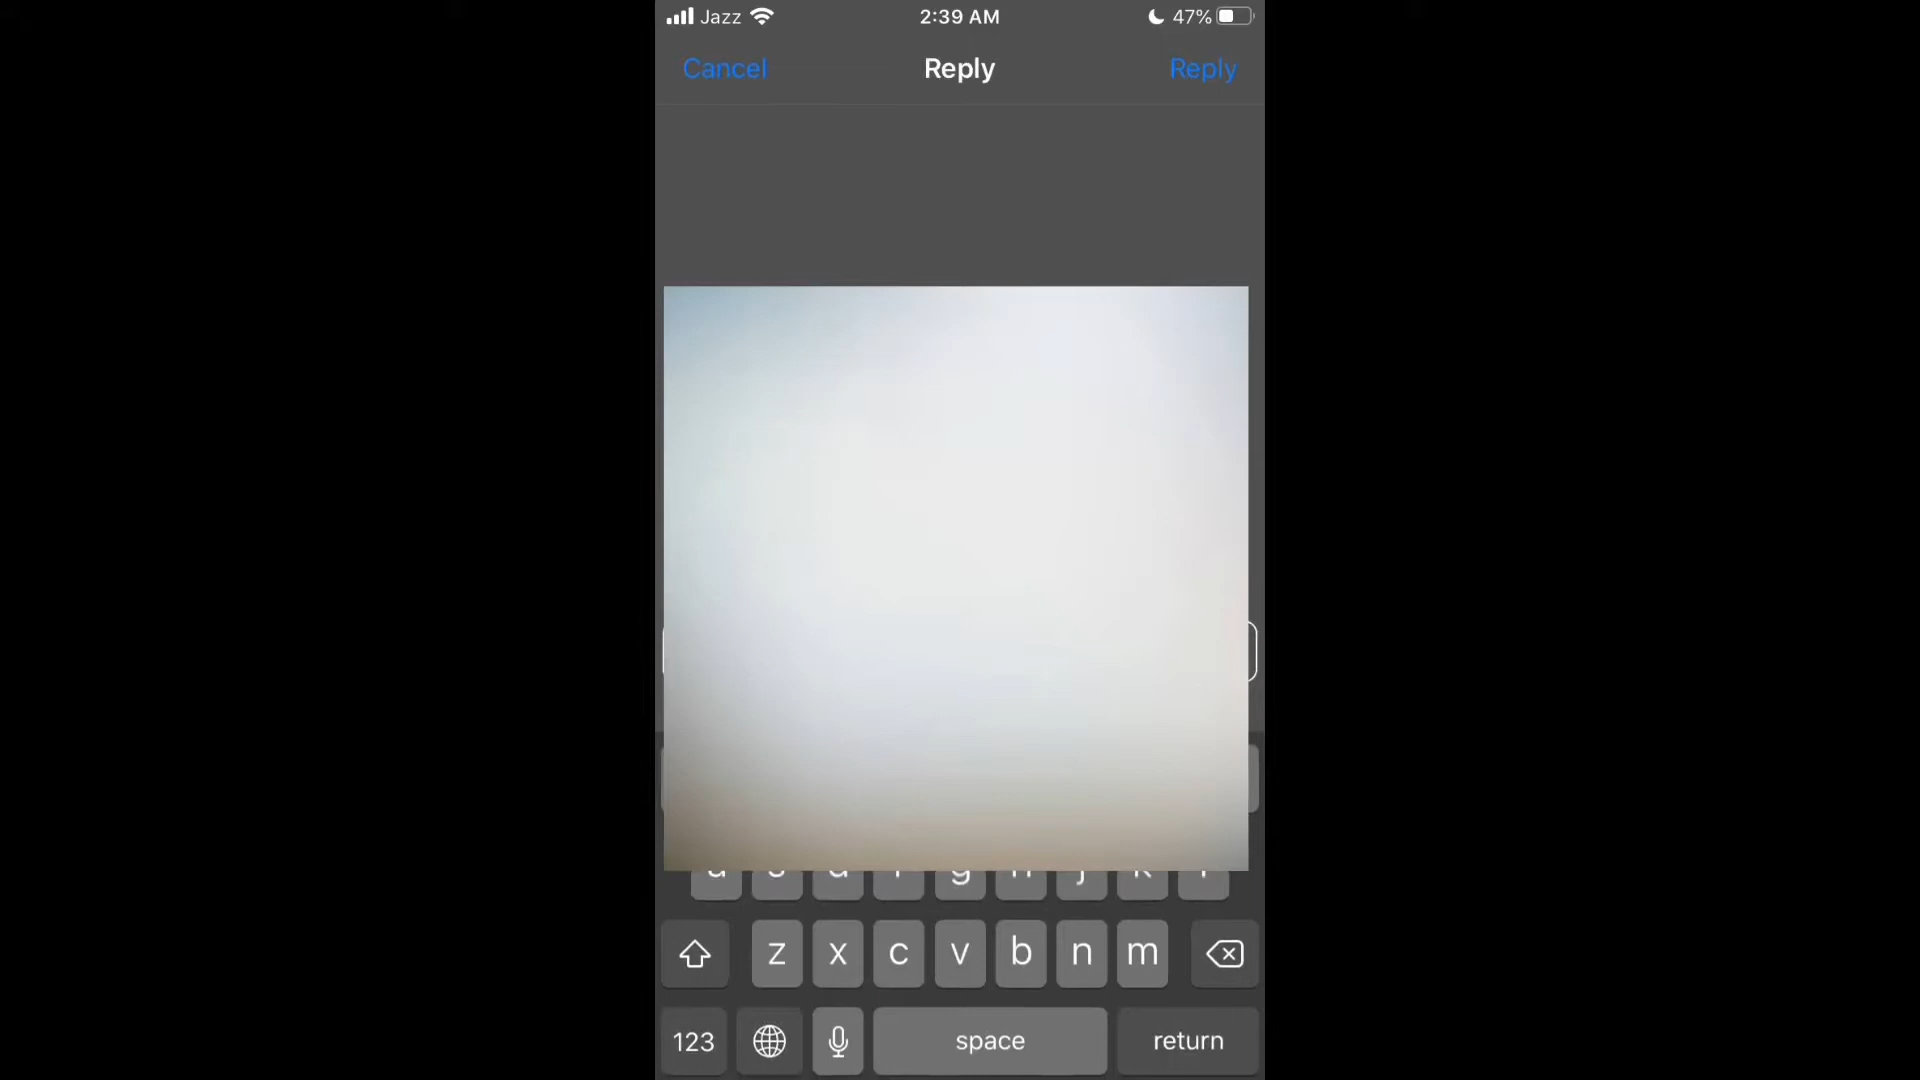 Jazz 2:39 AM 47%
Cancel Reply Reply
z x c v b n m
123 space return